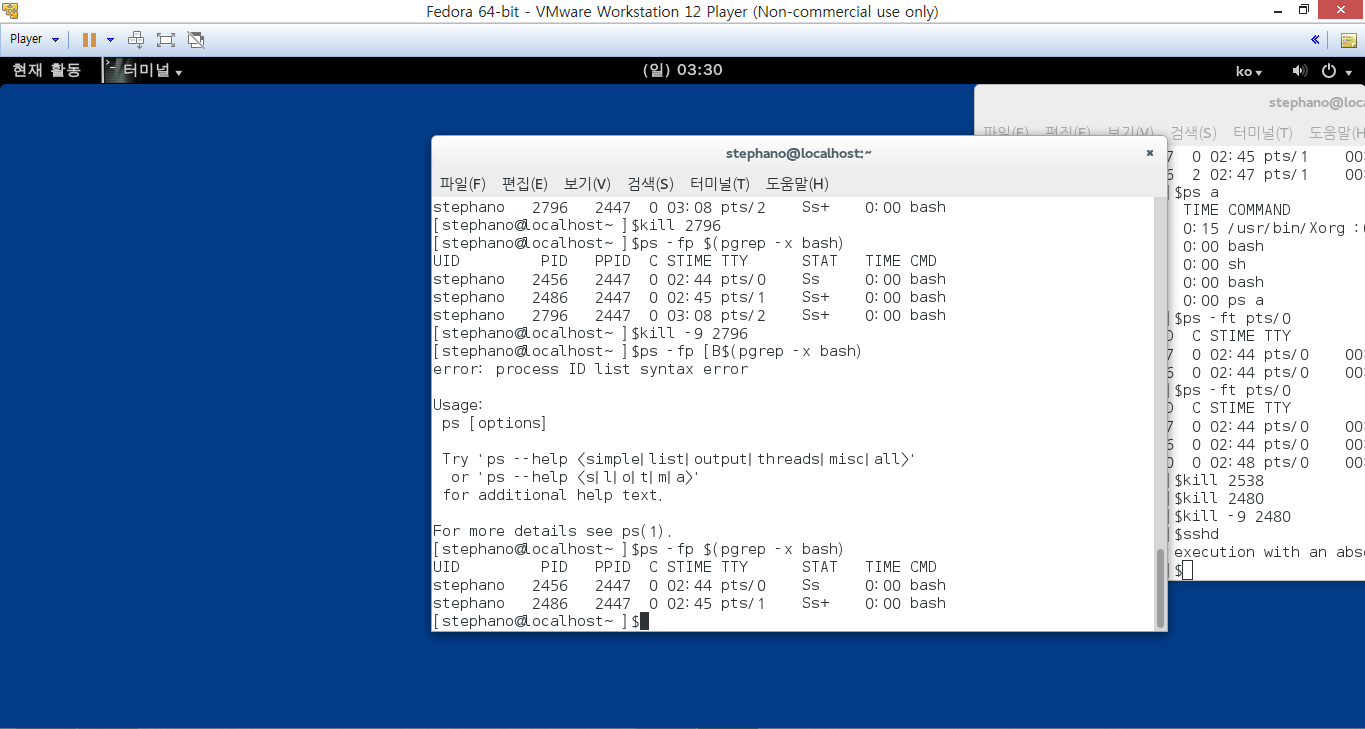 Fedora 64-bit - VMware Workstation 12 Player (Non-commercial use only)
Player
현재 활동
터미널
(일) 03:30
ko
stephano@localhost:~
파일(F) 편집(E) 보기(V) 검색(S) 터미널(T) 도움말(H)
stephano 2796 2447 0 03:08 pts/2 Ss+ 0:00 bash
[stephano@localhost~ ]$kill 2796
[stephano@localhost~ ]$ps -fp $(pgrep -x bash)
UID PID PPID C STIME TTY STAT TIME CMD
stephano 2456 2447 0 02:44 pts/0 Ss 0:00 bash
stephano 2486 2447 0 02:45 pts/1 Ss+ 0:00 bash
stephano 2796 2447 0 03:08 pts/2 Ss+ 0:00 bash
[stephano@localhost~ ]$kill -9 2796
[stephano@localhost~ ]$ps -fp [B$(pgrep -x bash)
error: process ID list syntax error
Usage:
ps [options]
Try 'ps --help <simple|list|output|threads|misc|all>'
or 'ps --help <s|l|o|t|m|a>'
for additional help text.
For more details see ps(1).
[stephano@localhost~ ]$ps -fp $(pgrep -x bash)
UID PID PPID C STIME TTY STAT TIME CMD
stephano 2456 2447 0 02:44 pts/0 Ss 0:00 bash
stephano 2486 2447 0 02:45 pts/1 Ss+ 0:00 bash
[stephano@localhost~ ]$
stephano@loc
파일(F) 편집(E) 보기(V) 검색(S) 터미널(T) 도움말(H
7 0 02:45 pts/1 00:
6 2 02:47 pts/1 00:
]$ps a
TIME COMMAND
0:15 /usr/bin/Xorg :
0:00 bash
0:00 sh
0:00 bash
0:00 ps a
]$ps -ft pts/0
D C STIME TTY
7 0 02:44 pts/0 00:
6 0 02:44 pts/0 00:
]$ps -ft pts/0
D C STIME TTY
7 0 02:44 pts/0 00:
6 0 02:44 pts/0 00:
0 0 02:48 pts/0 00:
]$kill 2538
]$kill 2480
]$kill -9 2480
]$sshd
execution with an abs
]$